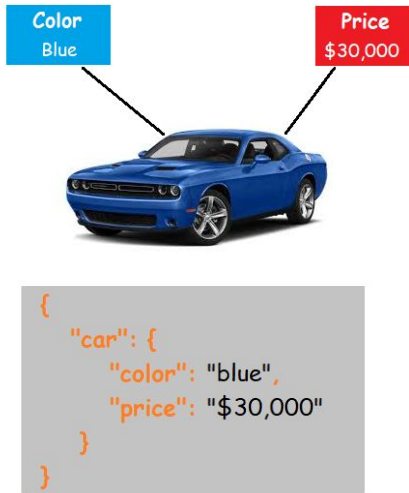 Color
Blue
Price
$30,000
{
"car": {
"color": "blue",
"price": "$30,000"
}
}